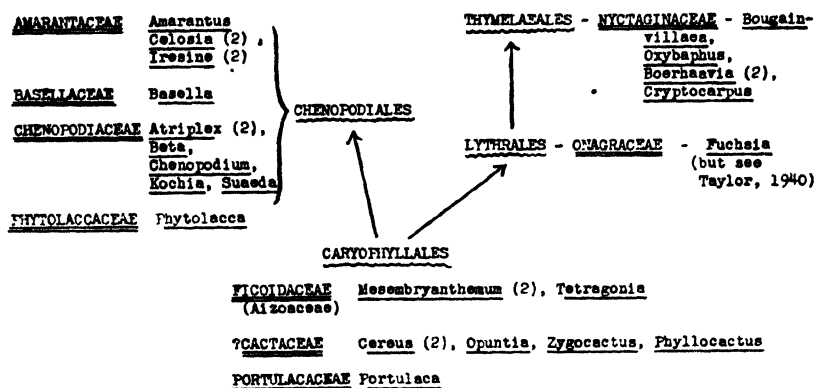 AMARANTACEAE Amarantus
Celosia (2),
Iresine (2)
BASELLACEAE Basella
CHENOPODIACEAE Atriplex (2),
Beta,
Chenopodium,
Kochia, Suaeda
PHYTOLACCACEAE Phytolacca
CHENOPODIALES
THYMELAEALES - NYCTAGINACEAE - Bougain-
villaea,
Oxybaphus,
Boerhaavia (2),
Cryptocarpus
LYTHRALES - ONAGRACEAE - Fuchsia
(but see
Taylor, 1940)
CARYOPHYLLALES
FICOIDACEAE Mesembryanthemum (2), Tetragonia
(Aizoaceae)
?CACTACEAE Cereus (2), Opuntia, Zygocactus, Phyllocactus
PORTULACACEAE Portulaca